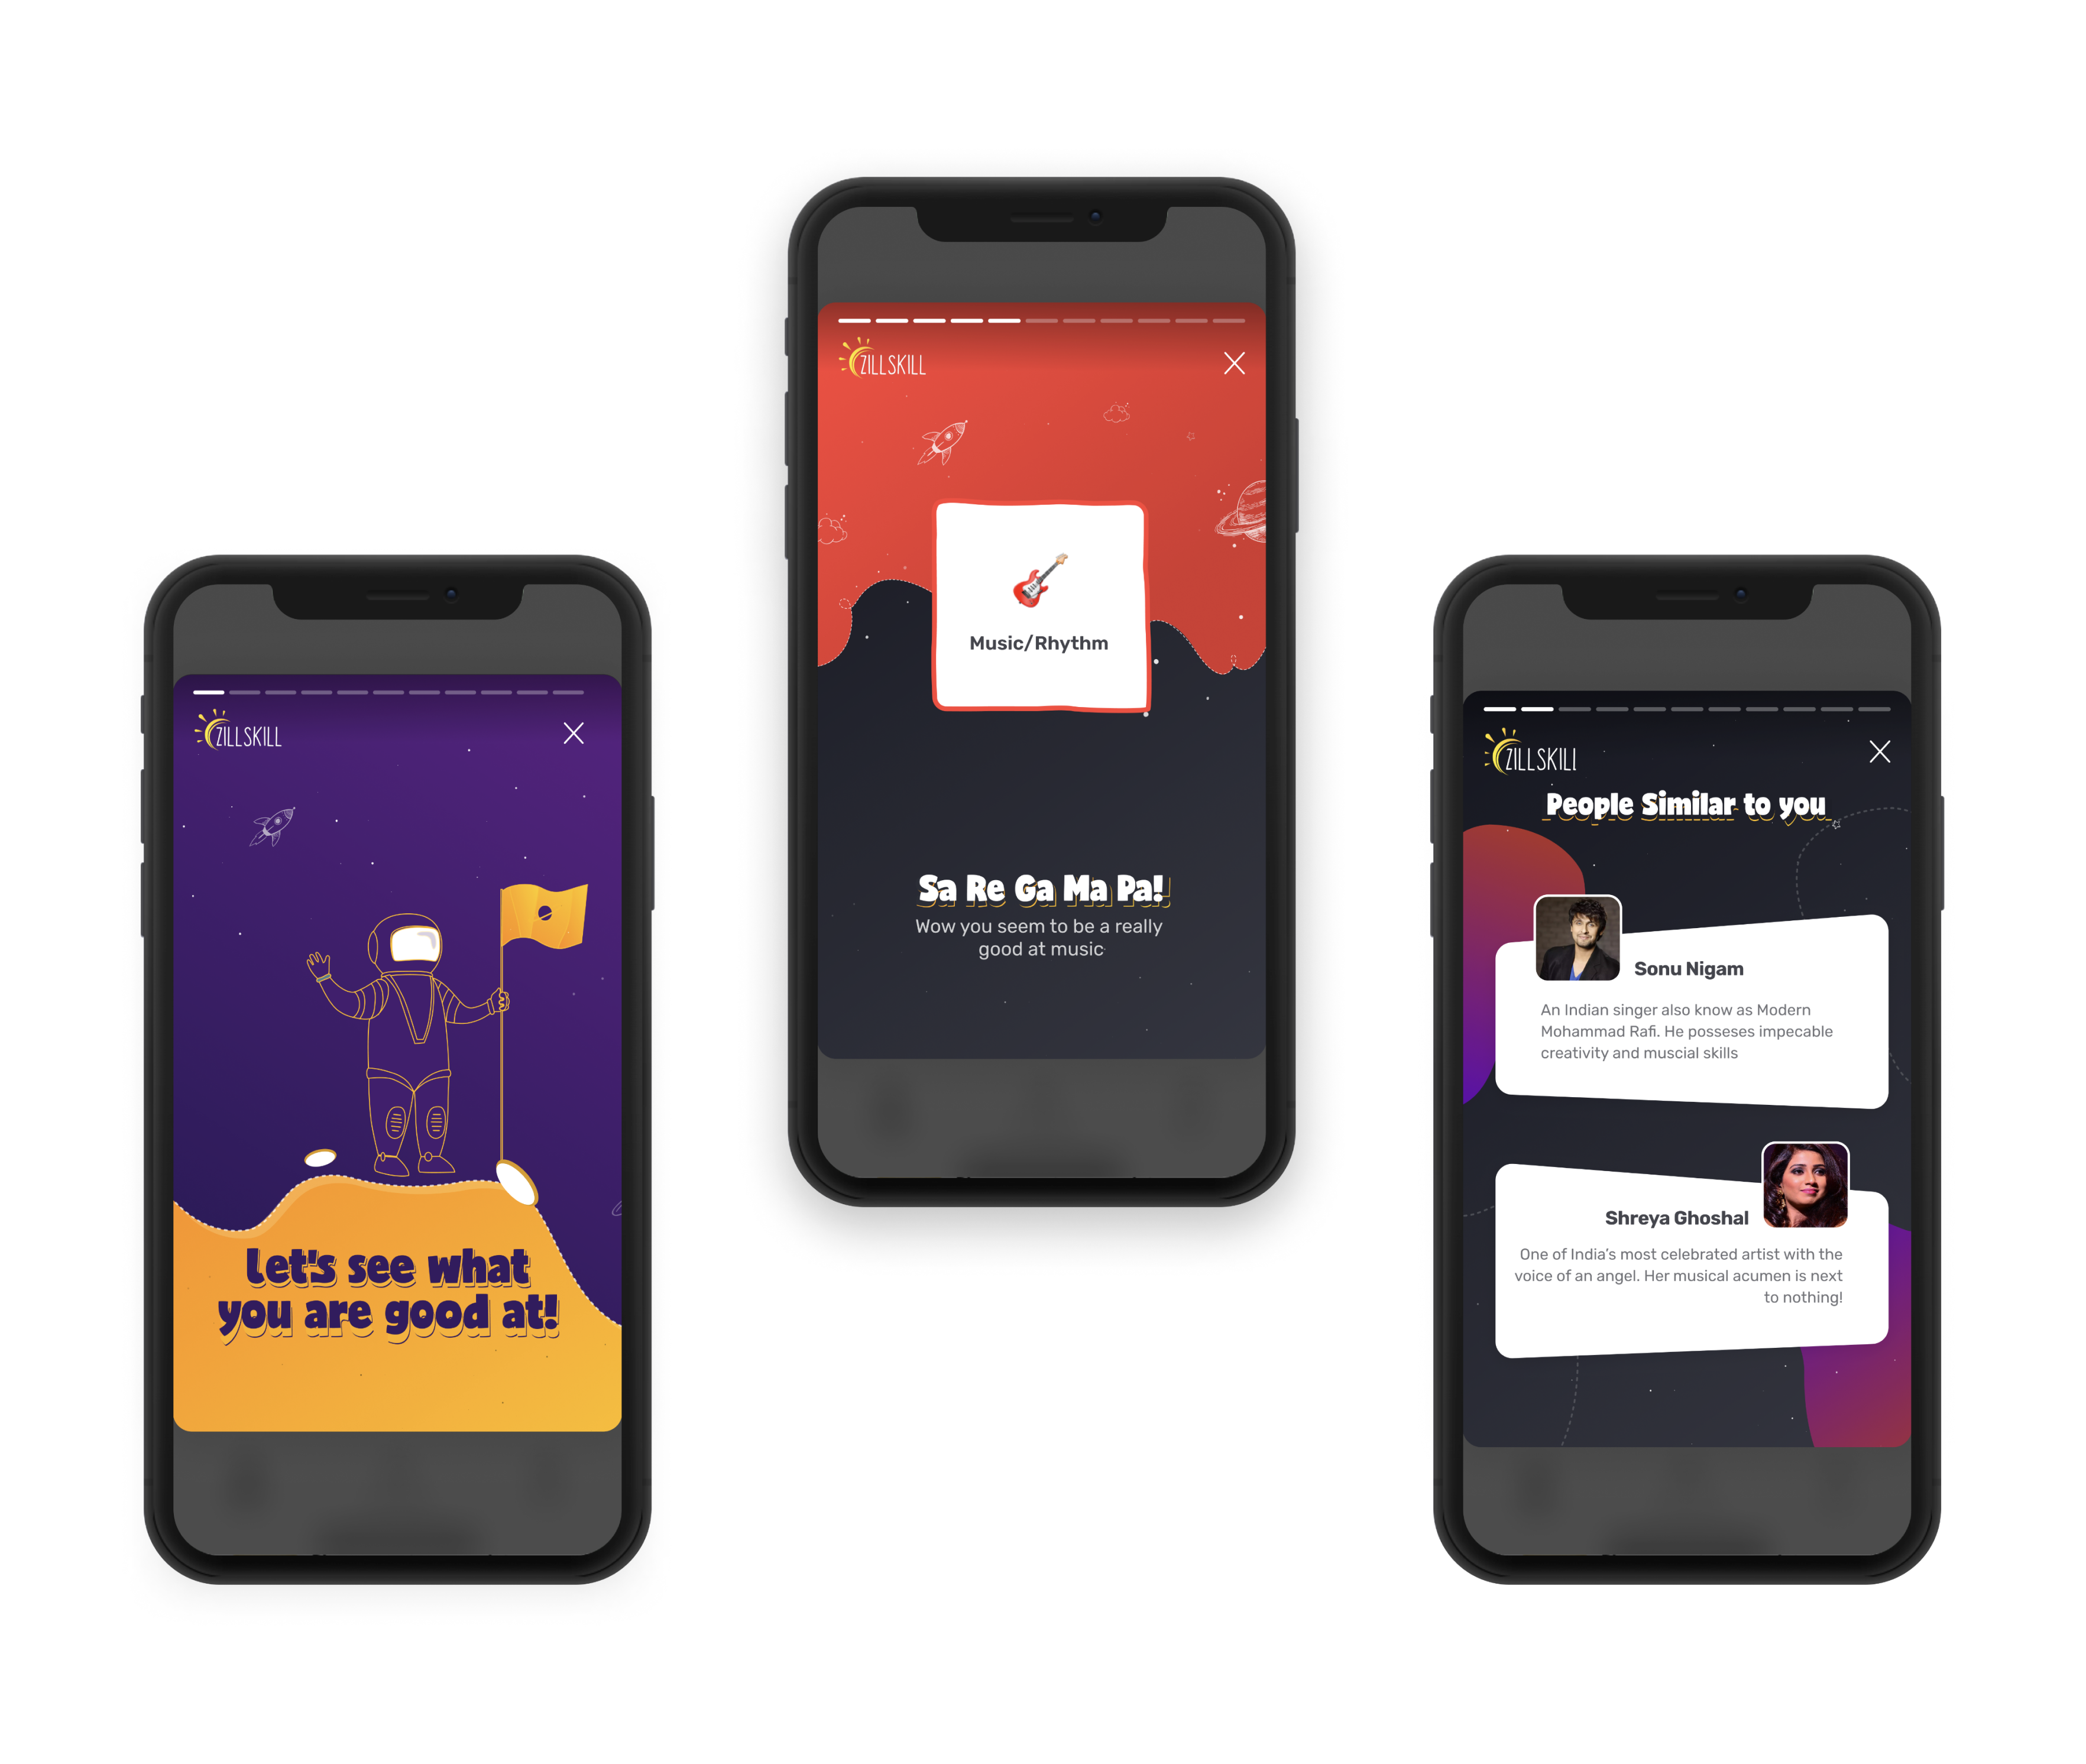 ZILLSKILL
Let's see what
you are good at!
ZILLSKILL
Music/Rhythm
Sa Re Ga Ma Pa!
Wow you seem to be a really
good at music
ZILLSKILL
People Similar to you
Sonu Nigam
An Indian singer also know as Modern
Mohammad Rafi. He posseses impecable
creativity and muscial skills
Shreya Ghoshal
One of India’s most celebrated artist with the
voice of an angel. Her musical acumen is next
to nothing!